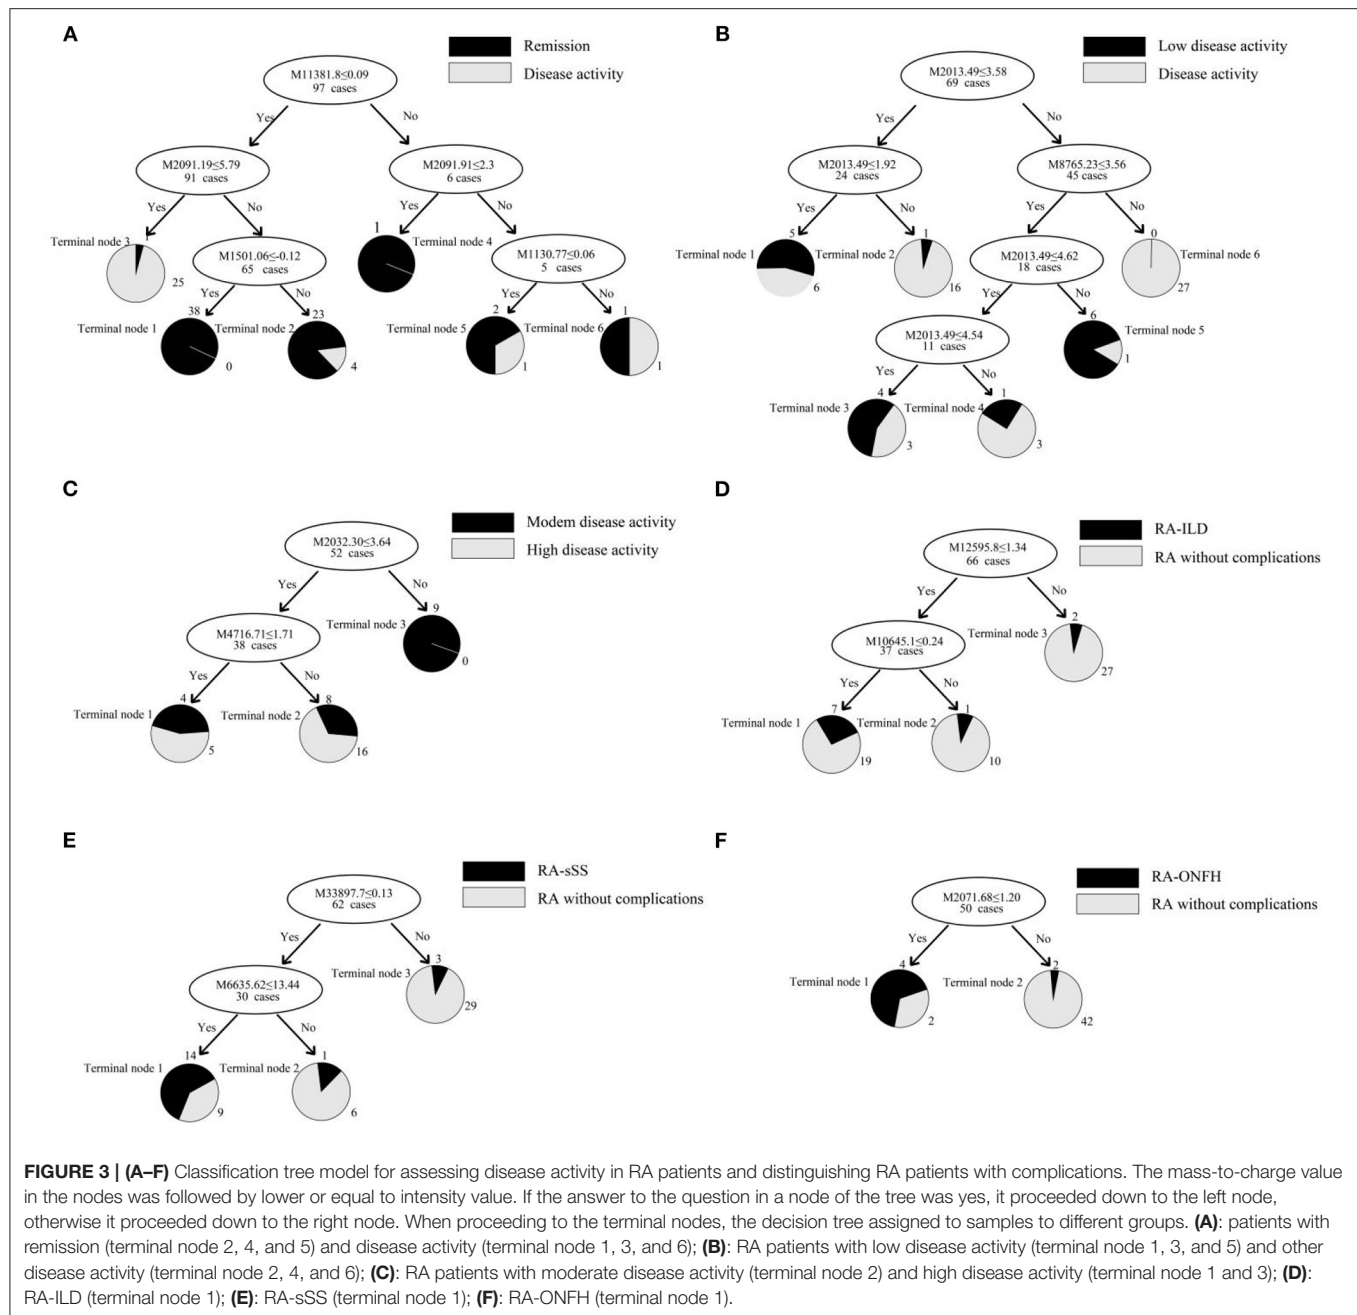 A
Remission
Disease activity
M11381.8≤0.09
97 cases
Yes
No
M2091.19≤5.79
91 cases
M2091.91≤2.3
6 cases
Yes
No
Yes
No
Terminal node 3
1
25
M1501.06≤-0.12
65 cases
1
Terminal node 4
M1130.77≤0.06
5 cases
Yes
No
Yes
No
Terminal node 1
38
0
Terminal node 2
23
4
Terminal node 5
2
1
Terminal node 6
1
1
B
Low disease activity
Disease activity
M2013.49≤3.58
69 cases
Yes
No
M2013.49≤1.92
24 cases
M8765.23≤3.56
45 cases
Yes
No
Yes
No
Terminal node 1
5
6
Terminal node 2
1
16
M2013.49≤4.62
18 cases
0
Terminal node 6
27
Yes
No
M2013.49≤4.54
11 cases
6
Terminal node 5
1
Yes
No
Terminal node 3
4
3
Terminal node 4
1
3
C
Modem disease activity
High disease activity
M2032.30≤3.64
52 cases
Yes
No
M4716.71≤1.71
38 cases
Terminal node 3
9
0
Yes
No
Terminal node 1
4
5
Terminal node 2
8
16
D
RA-ILD
RA without complications
M12595.8≤1.34
66 cases
Yes
No
M10645.1≤0.24
37 cases
Terminal node 3
2
27
Yes
No
Terminal node 1
7
19
Terminal node 2
1
10
E
RA-sSS
RA without complications
M33897.7≤0.13
62 cases
Yes
No
M6635.62≤13.44
30 cases
Terminal node 3
3
29
Yes
No
Terminal node 1
14
9
Terminal node 2
1
6
F
RA-ONFH
RA without complications
M2071.68≤1.20
50 cases
Yes
No
Terminal node 1
4
2
Terminal node 2
2
42
FIGURE 3 | (A–F) Classification tree model for assessing disease activity in RA patients and distinguishing RA patients with complications. The mass-to-charge value
in the nodes was followed by lower or equal to intensity value. If the answer to the question in a node of the tree was yes, it proceeded down to the left node,
otherwise it proceeded down to the right node. When proceeding to the terminal nodes, the decision tree assigned to samples to different groups. (A): patients with
remission (terminal node 2, 4, and 5) and disease activity (terminal node 1, 3, and 6); (B): RA patients with low disease activity (terminal node 1, 3, and 5) and other
disease activity (terminal node 2, 4, and 6); (C): RA patients with moderate disease activity (terminal node 2) and high disease activity (terminal node 1 and 3); (D):
RA-ILD (terminal node 1); (E): RA-sSS (terminal node 1); (F): RA-ONFH (terminal node 1).